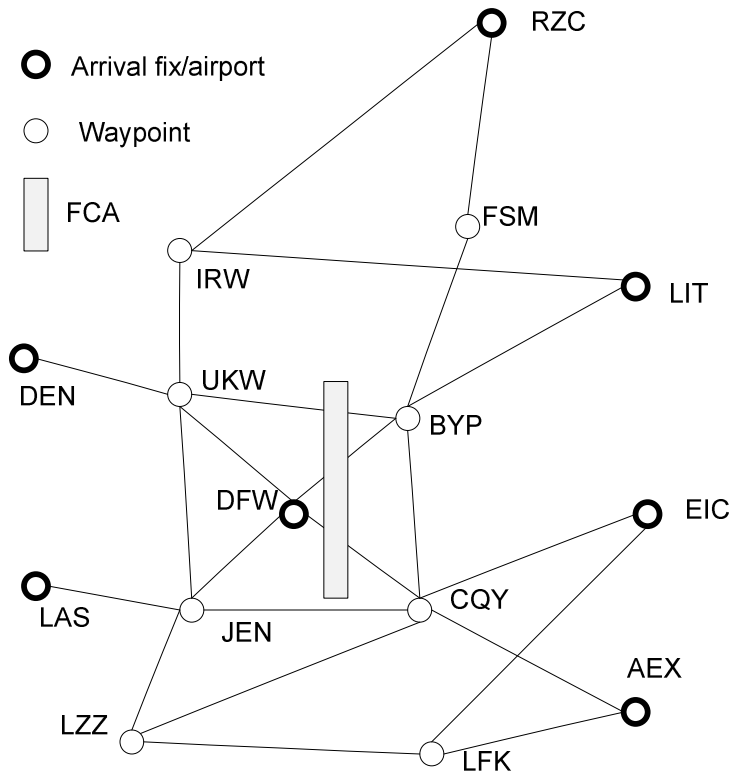 RZC
Arrival fix/airport
Waypoint
FCA
FSM
IRW
LIT
UKW
DEN
BYP
DFW
EIC
CQY
LAS
JEN
AEX
LZZ
LFK